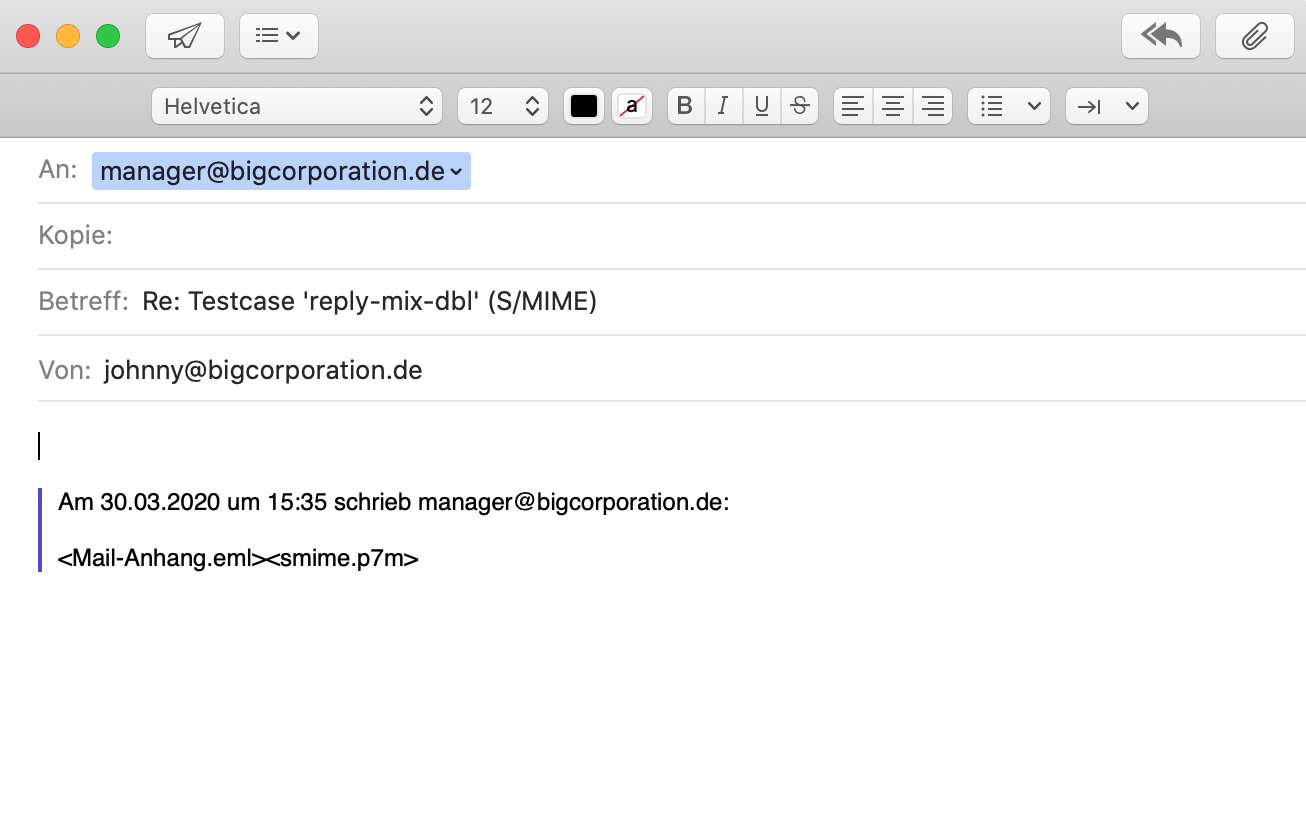 Helvetica 12 a B I U S
An: manager@bigcorporation.de
Kopie:
Betreff: Re: Testcase 'reply-mix-dbl' (S/MIME)
Von: johnny@bigcorporation.de
Am 30.03.2020 um 15:35 schrieb manager@bigcorporation.de:
<Mail-Anhang.eml><smime.p7m>